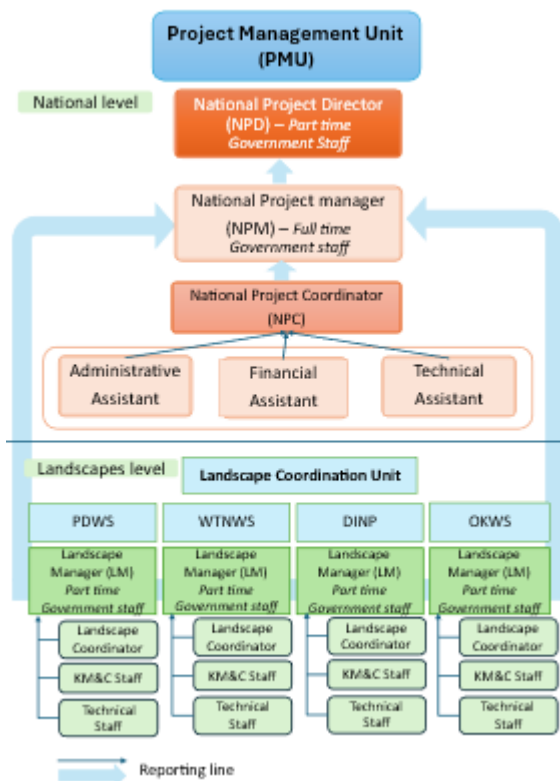 Project Management Unit
(PMU)
National level
National Project Director
(NPD) – Part time
Government Staff
National Project manager
(NPM) – Full time
Government staff
National Project Coordinator
(NPC)
Administrative
Assistant
Financial
Assistant
Technical
Assistant
Landscapes level
Landscape Coordination Unit
PDWS
WTNWS
DINP
OKWS
Landscape
Manager (LM)
Part time
Government staff
Landscape
Manager (LM)
Part time
Government staff
Landscape
Manager (LM)
Part time
Government staff
Landscape
Manager (LM)
Part time
Government staff
Landscape
Coordinator
KM&C Staff
Technical
Staff
Landscape
Coordinator
KM&C Staff
Technical
Staff
Landscape
Coordinator
KM&C Staff
Technical
Staff
Landscape
Coordinator
KM&C Staff
Technical
Staff
Reporting line